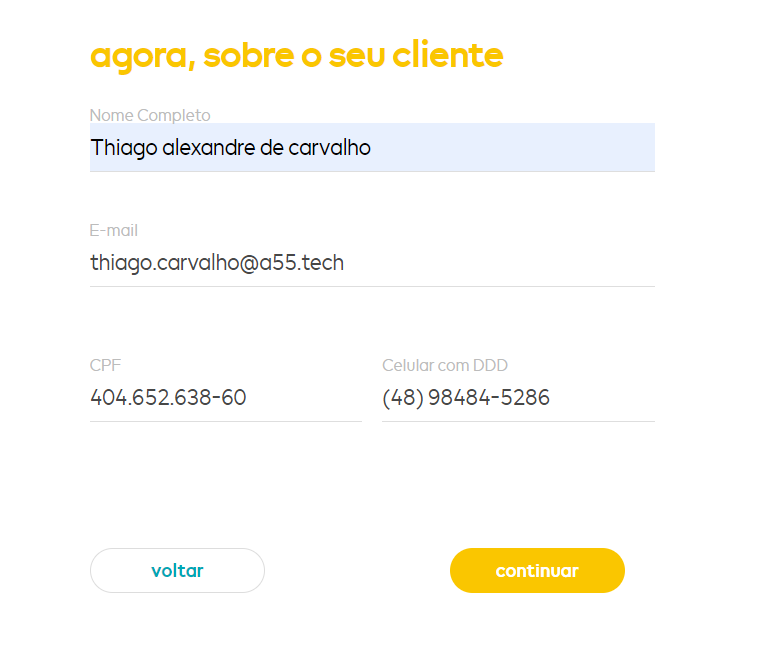 agora, sobre o seu cliente
Nome Completo
Thiago alexandre de carvalho
E-mail
thiago.carvalho@a55.tech
CPF
Celular com DDD
404.652.638-60
(48) 98484-5286
voltar
continuar